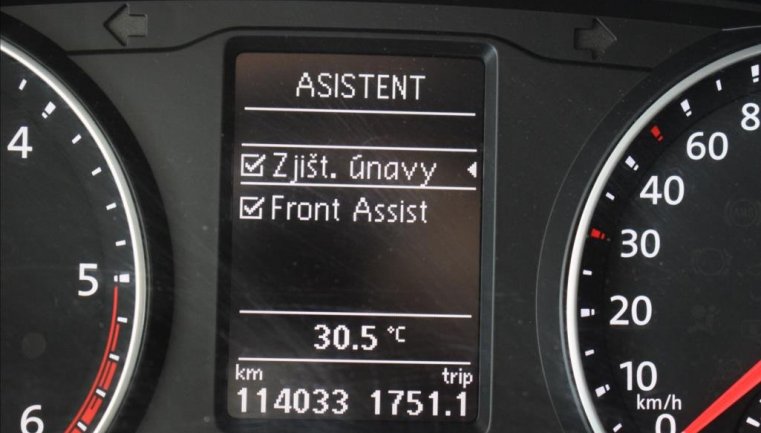 ASISTENT
Zjišt. únavy
Front Assist
30.5 °C
km trip
114033 1751.1
4
5
6
8
60
40
30
20
10
km/h
0